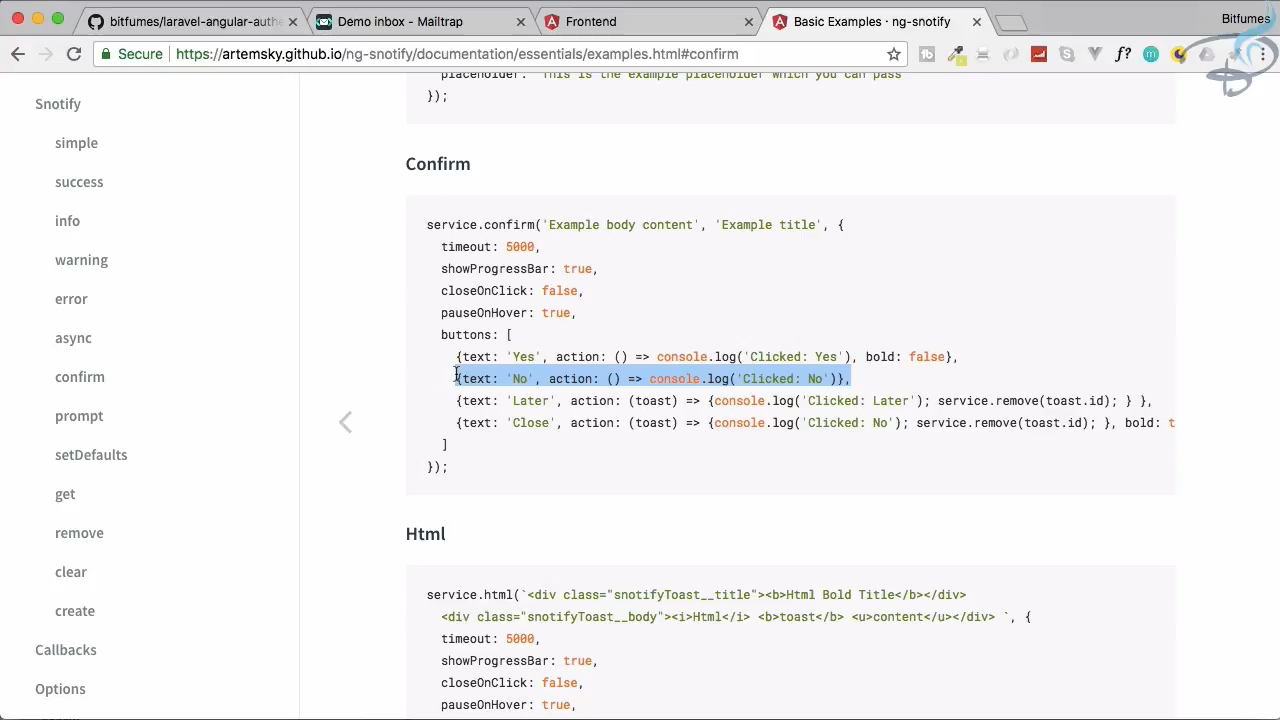 bitfumes/laravel-angular-authe
Demo inbox - Mailtrap
Frontend
Basic Examples · ng-snotify
Bitfumes
Secure
https://artemsky.github.io/ng-snotify/documentation/essentials/examples.html#confirm
Snotify
simple
success
info
warning
error
async
confirm
prompt
setDefaults
get
remove
clear
create
Callbacks
Options
placeholder: 'This is the example placeholder which you can pass'
});
Confirm
service.confirm('Example body content', 'Example title', {
timeout: 5000,
showProgressBar: true,
closeOnClick: false,
pauseOnHover: true,
buttons: [
{text: 'Yes', action: () => console.log('Clicked: Yes'), bold: false},
{text: 'No', action: () => console.log('Clicked: No')},
{text: 'Later', action: (toast) => {console.log('Clicked: Later'); service.remove(toast.id); } },
{text: 'Close', action: (toast) => {console.log('Clicked: No'); service.remove(toast.id); }, bold: t
]
});
Html
service.html(`<div class="snotifyToast__title"><b>Html Bold Title</b></div>
<div class="snotifyToast__body"><i>Html</i> <b>toast</b> <u>content</u></div> `, {
timeout: 5000,
showProgressBar: true,
closeOnClick: false,
pauseOnHover: true,